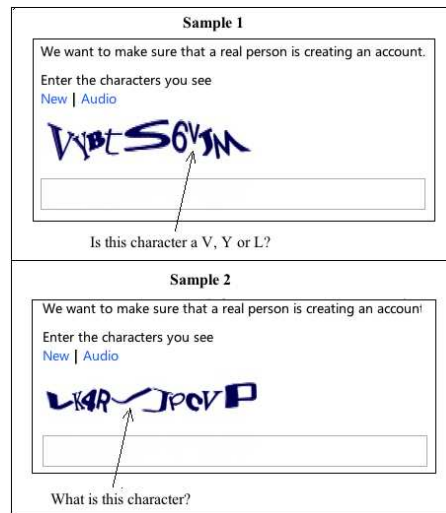 Sample 1
We want to make sure that a real person is creating an account.
Enter the characters you see
New | Audio
Is this character a V, Y or L?
Sample 2
We want to make sure that a real person is creating an account
Enter the characters you see
New | Audio
What is this character?